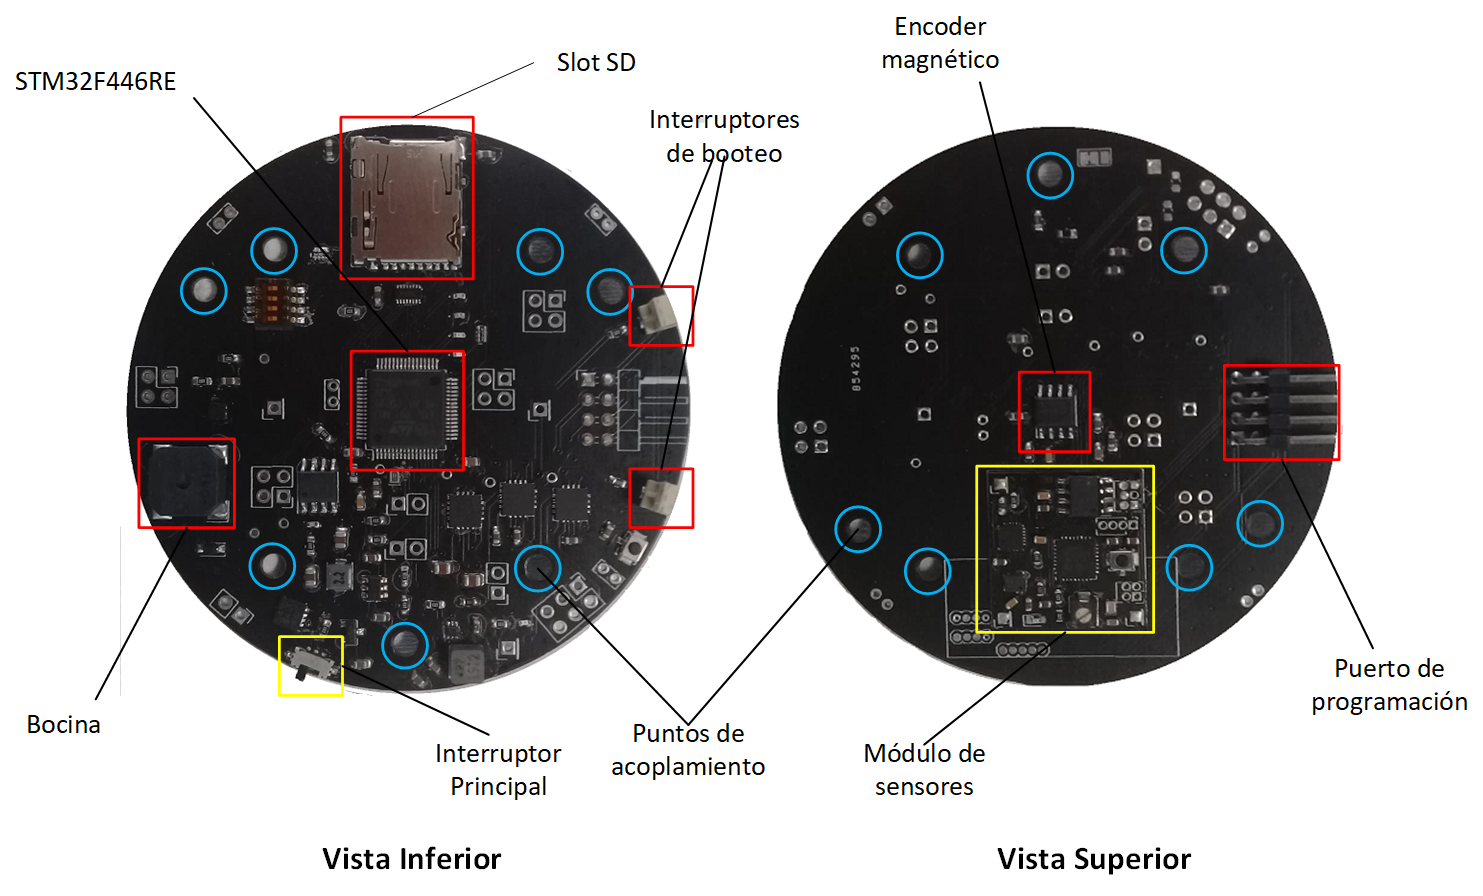 Encoder
magnético
Slot SD
STM32F446RE
Interruptores
de booteo
854295
Puerto de
programación
Bocina
Interruptor
Principal
Puntos de
acoplamiento
Módulo de
sensores
Vista Inferior
Vista Superior